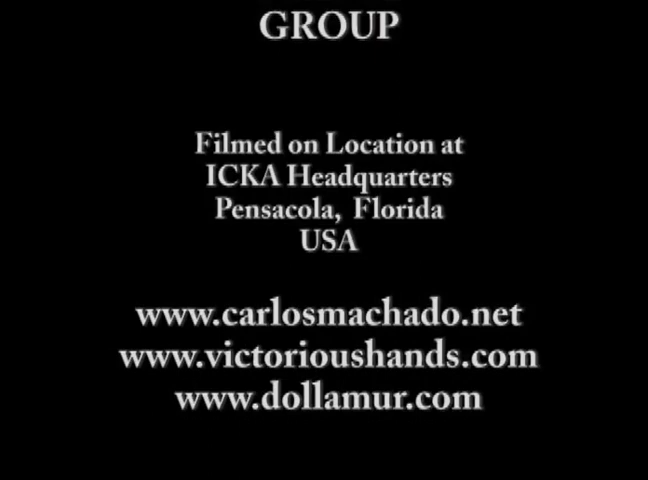 GROUP
Filmed on Location at
ICKA Headquarters
Pensacola, Florida
USA
www.carlosmachado.net
www.victorioushands.com
www.dollamur.com